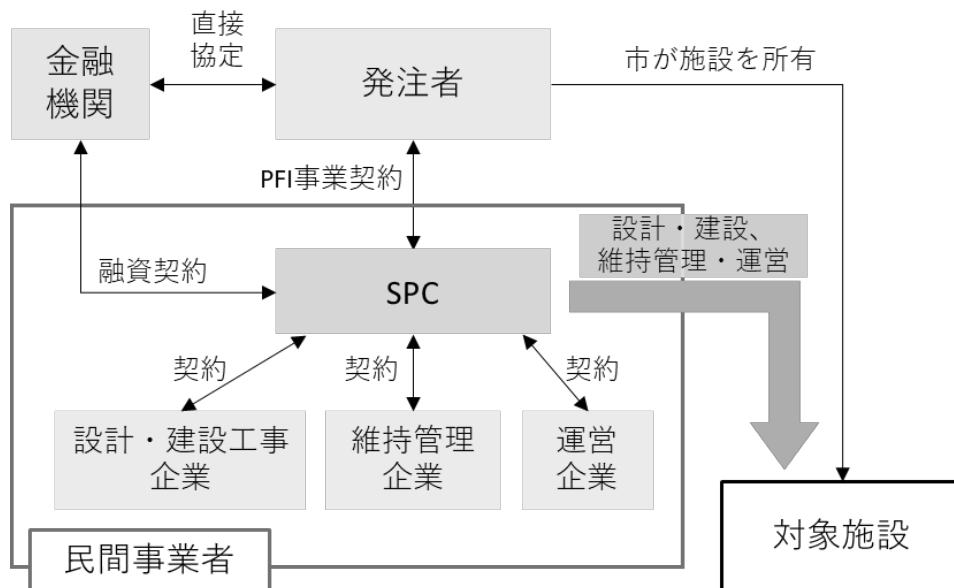 直接
協定
金融
機関
発注者
市が施設を所有
PFI事業契約
設計・建設、
維持管理・運営
融資契約
SPC
契約
契約
契約
設計・建設工事
企業
維持管理
企業
運営
企業
対象施設
民間事業者